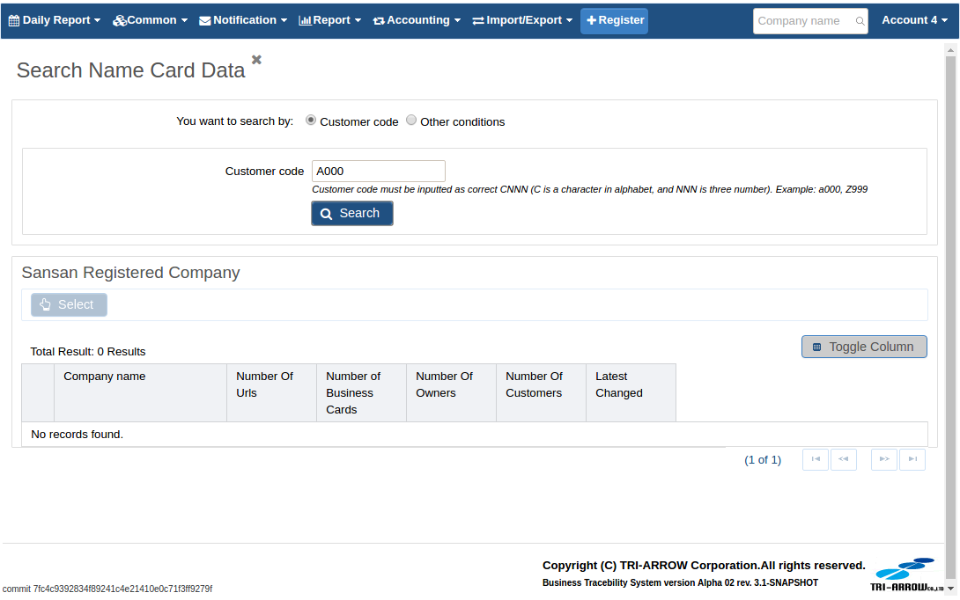 Daily Report Common Notification Report Accounting Import/Export Register Company name Account 4
Search Name Card Data
You want to search by: Customer code Other conditions
Customer code A000
Customer code must be inputted as correct CNNN (C is a character in alphabet, and NNN is three number). Example: a000, Z999
Search
Sansan Registered Company
Select
Total Result: 0 Results Toggle Column
Company name Number Of Urls Number of Business Cards Number Of Owners Number Of Customers Latest Changed
No records found.
(1 of 1)
Copyright (C) TRI-ARROW Corporation.All rights reserved.
Business Tracebility System version Alpha 02 rev. 3.1-SNAPSHOT
TRI-ARROW
commit 7fc4c9392834f89241c4e21410e0c71f3ff9279f